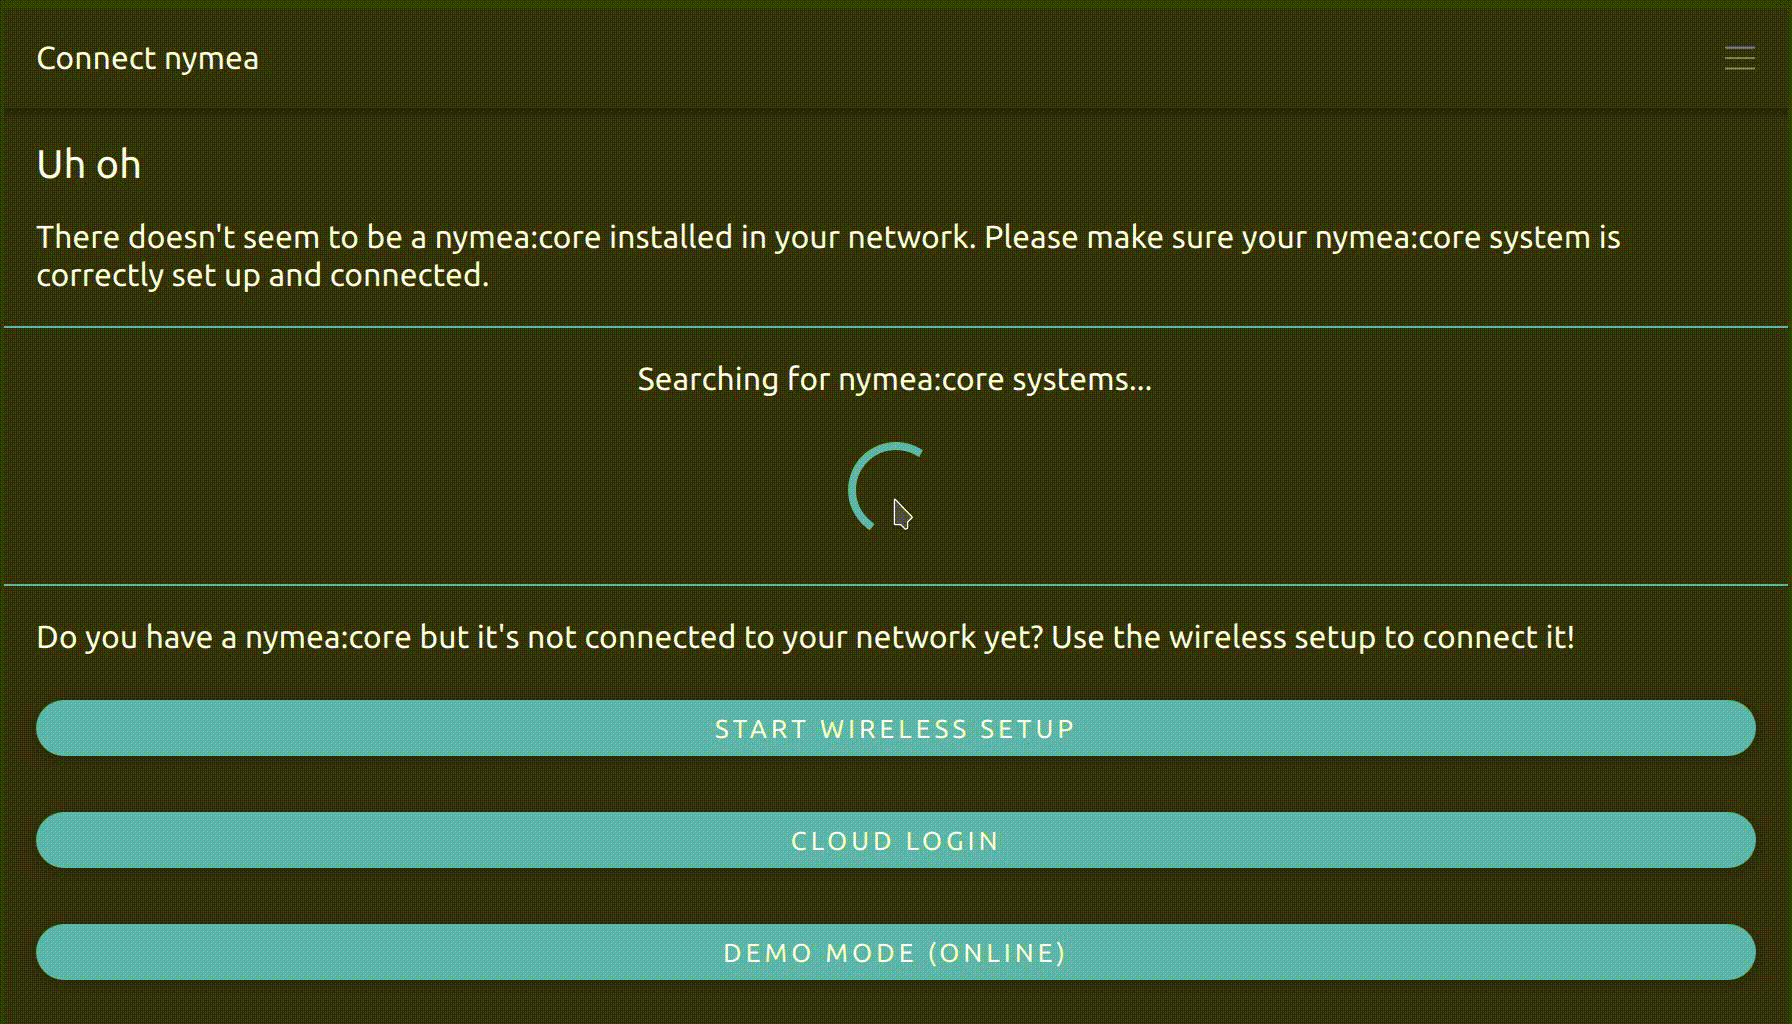 Connect nymea
Uh oh
There doesn't seem to be a nymea:core installed in your network. Please make sure your nymea:core system is
correctly set up and connected.
Searching for nymea:core systems...
Do you have a nymea:core but it's not connected to your network yet? Use the wireless setup to connect it!
START WIRELESS SETUP
CLOUD LOGIN
DEMO MODE (ONLINE)